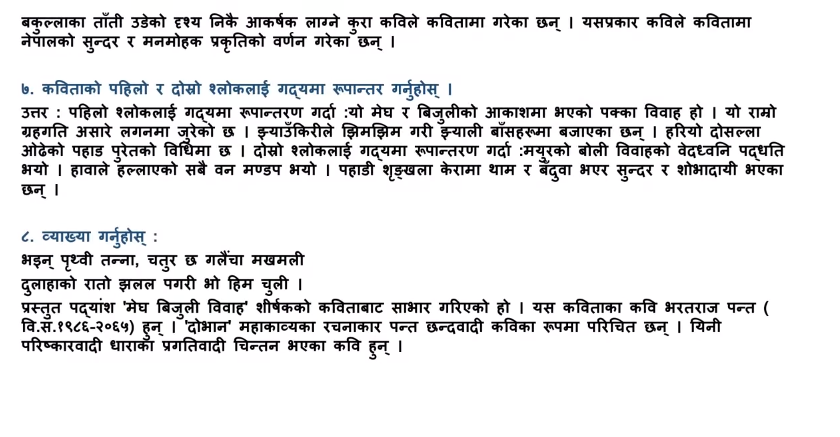 बकुल्लाका ताँती उडेको दृश्य निकै आकर्षक लाग्ने कुरा कविले कवितामा गरेका छन् । यसप्रकार कविले कवितामा
नेपालको सुन्दर र मनमोहक प्रकृतिको वर्णन गरेका छन् ।
७. कविताको पहिलो र दोस्रो श्लोकलाई गद्यमा रूपान्तर गर्नुहोस् ।
उत्तर : पहिलो श्लोकलाई गद्यमा रूपान्तरण गर्दा :यो मेघ र बिजुलीको आकाशमा भएको पक्का विवाह हो । यो राम्रो
ग्रहगति असारे लगनमा जुरेको छ । झ्याउँकिरीले झिमझिम गरी झ्याली बाँसहरूमा बजाएका छन् । हरियो दोसल्ला
ओढेको पहाड पुरेतको विधिमा छ । दोस्रो श्लोकलाई गद्यमा रूपान्तरण गर्दा :मयुरको बोली विवाहको वेदध्वनि पद्धति
भयो । हावाले हल्लाएको सबै वन मण्डप भयो । पहाडी शृङ्खला केरामा थाम र बँदुवा भएर सुन्दर र शोभादायी भएका
छन् ।
८. व्याख्या गर्नुहोस् :
भइन् पृथ्वी तन्ना, चतुर छ गलैंचा मखमली
दुलाहाको रातो झलल पगरी भो हिम चुली ।
प्रस्तुत पद्यांश 'मेघ बिजुली विवाह' शीर्षकको कविताबाट साभार गरिएको हो । यस कविताका कवि भरतराज पन्त (
वि.सं.१९८६-२०६५) हुन् । 'दोभान' महाकाव्यका रचनाकार पन्त छन्दवादी कविका रूपमा परिचित छन् । यिनी
परिष्कारवादी धाराका प्रगतिवादी चिन्तन भएका कवि हुन् ।